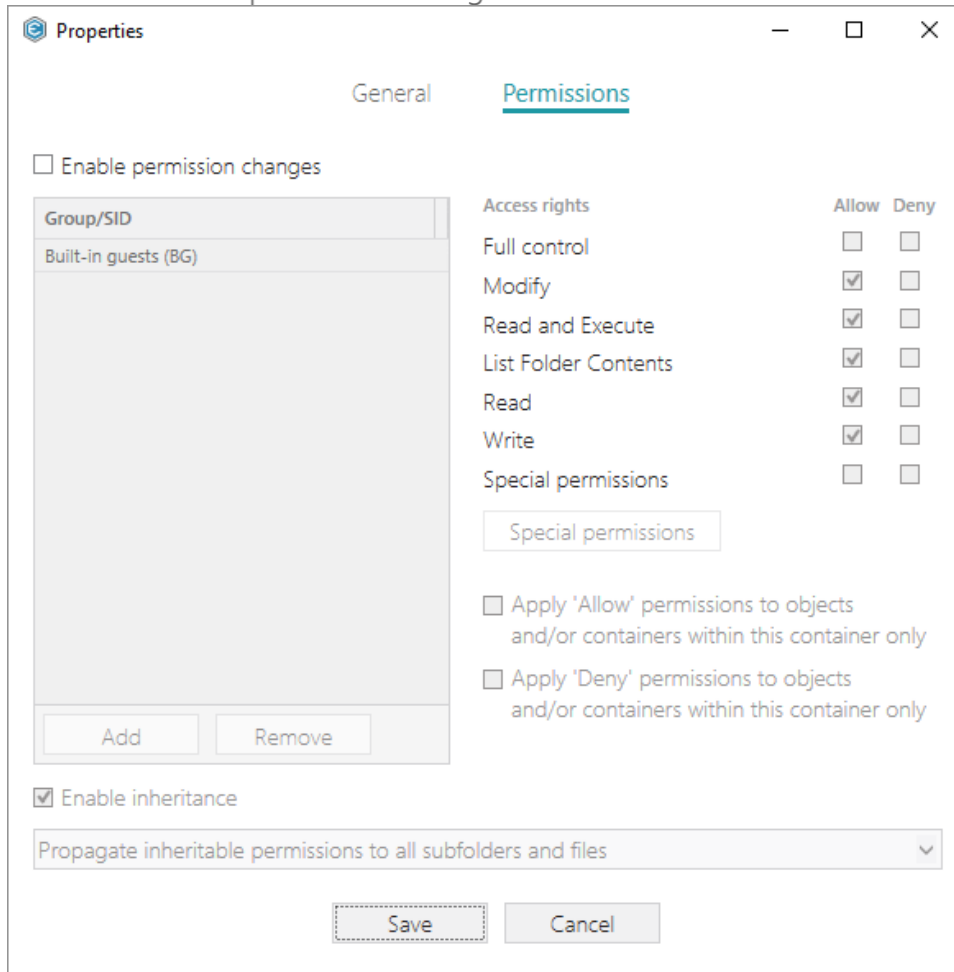 Properties
General Permissions
Enable permission changes
Group/SID
Built-in guests (BG)
Add Remove
Access rights Allow Deny
Full control
Modify
Read and Execute
List Folder Contents
Read
Write
Special permissions
Special permissions
Apply 'Allow' permissions to objects
and/or containers within this container only
Apply 'Deny' permissions to objects
and/or containers within this container only
Enable inheritance
Propagate inheritable permissions to all subfolders and files
Save Cancel